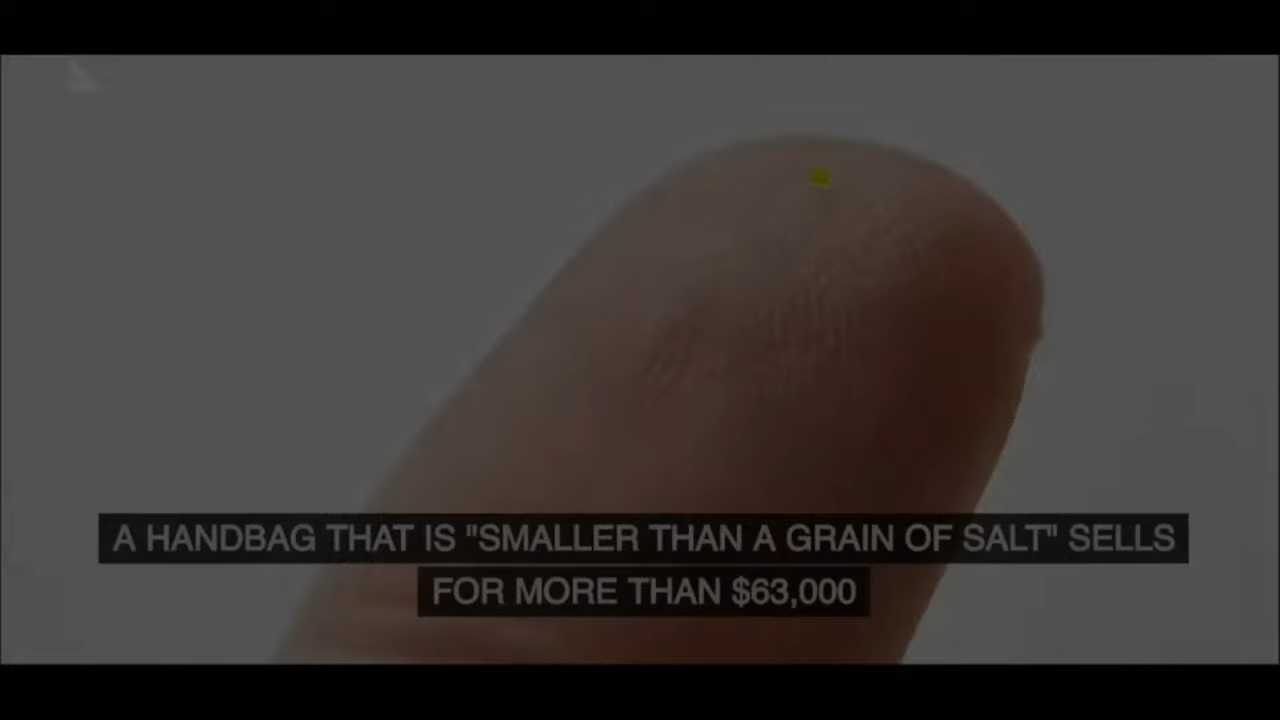 A HANDBAG THAT IS "SMALLER THAN A GRAIN OF SALT" SELLS
FOR MORE THAN $63,000